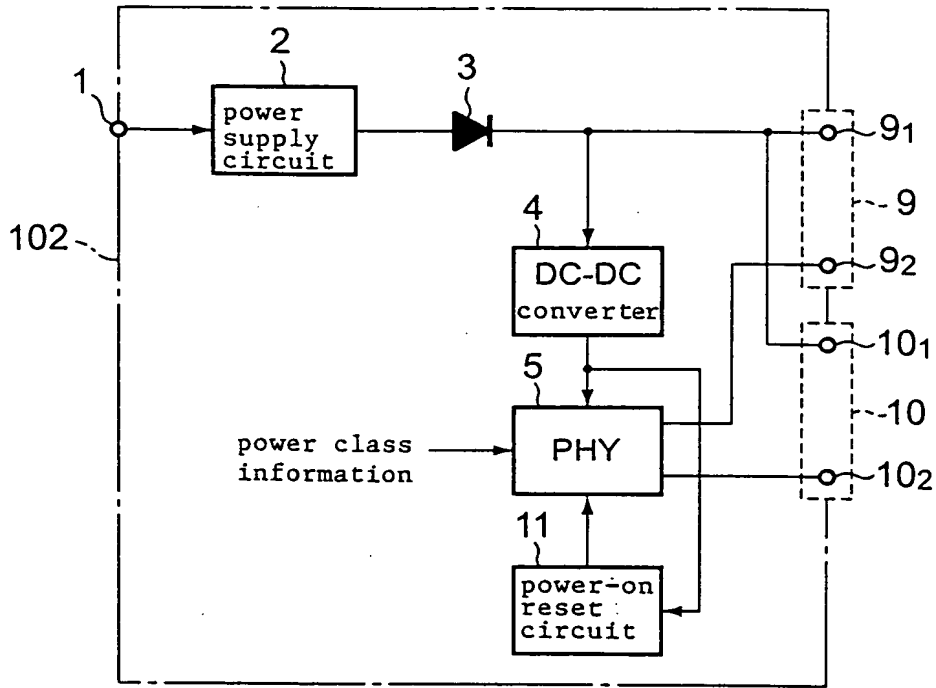 1
2
power
supply
circuit
3
9₁
9
9₂
102
4
DC-DC
converter
10₁
10
10₂
5
PHY
power class
information
11
power-on
reset
circuit